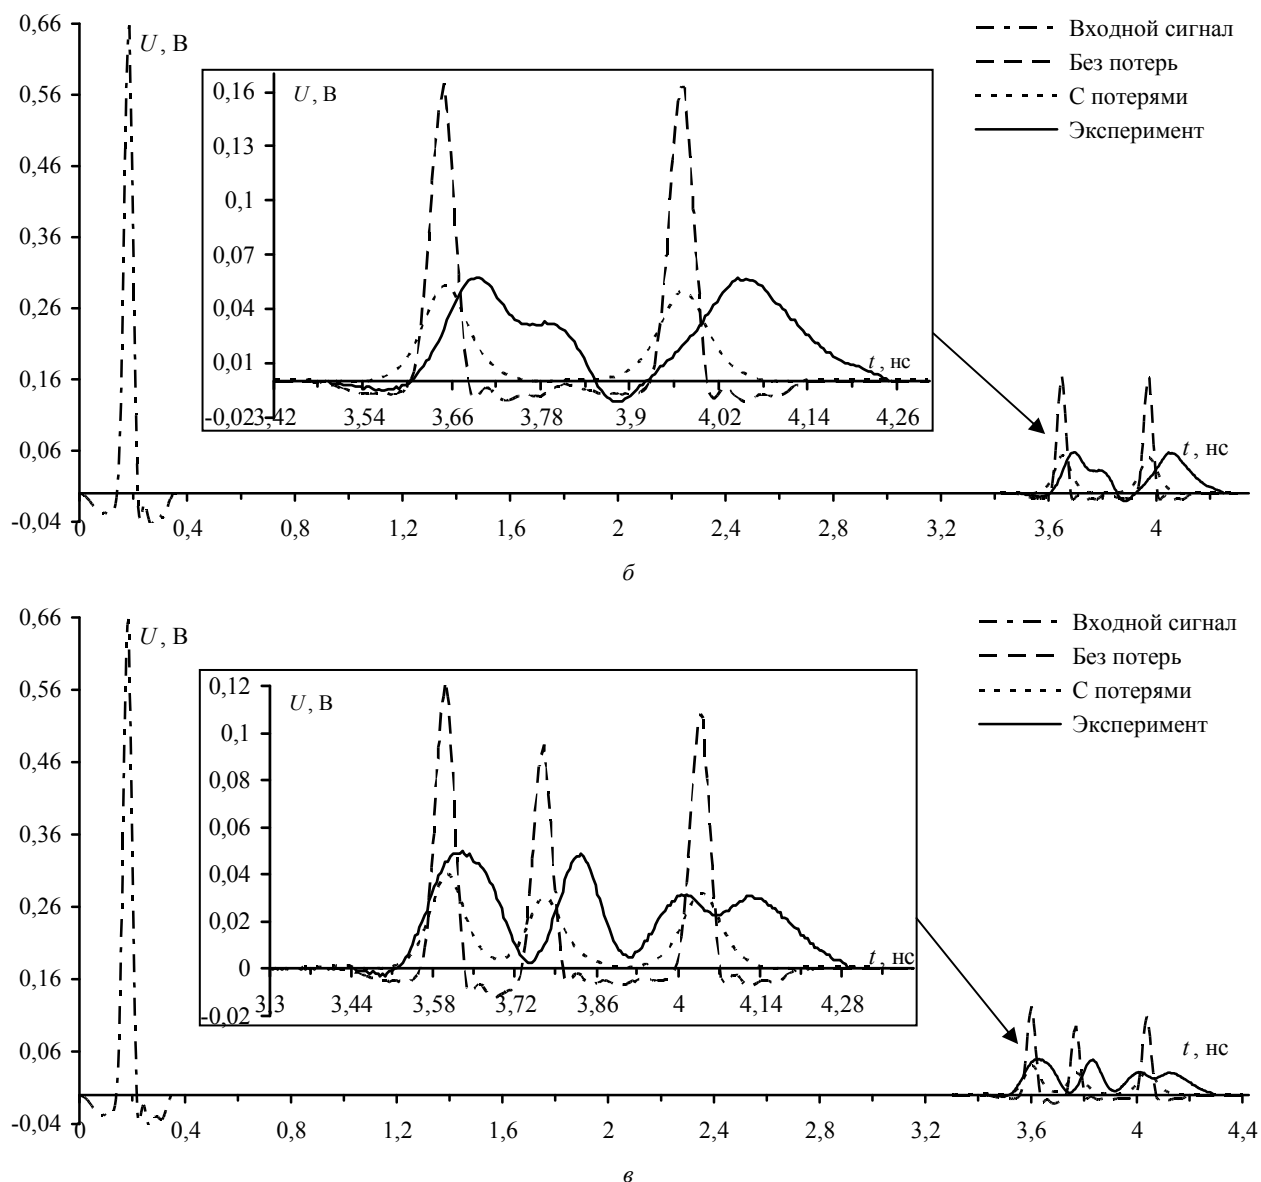 0,66
U, В
Входной сигнал
Без потерь
С потерями
Эксперимент
0,56
0,46
0,36
0,26
0,16
0,06
-0,04
0,16
U, В
0,13
0,1
0,07
0,04
0,01
t, нс
-0,02
3,42 3,54 3,66 3,78 3,9 4,02 4,14 4,26
t, нс
0 0,4 0,8 1,2 1,6 2 2,4 2,8 3,2 3,6 4
б
0,66
U, В
Входной сигнал
Без потерь
С потерями
Эксперимент
0,56
0,46
0,36
0,26
0,16
0,06
-0,04
0,12
U, В
0,1
0,08
0,06
0,04
0,02
0
t, нс
-0,02
3,3 3,44 3,58 3,72 3,86 4 4,14 4,28
t, нс
0 0,4 0,8 1,2 1,6 2 2,4 2,8 3,2 3,6 4 4,4
в